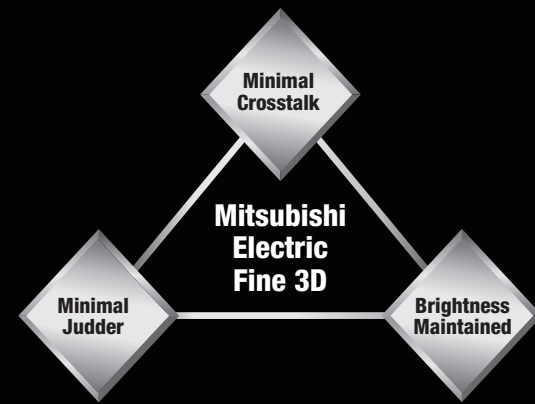 Minimal
Crosstalk
Mitsubishi
Electric
Fine 3D
Minimal
Judder
Brightness
Maintained